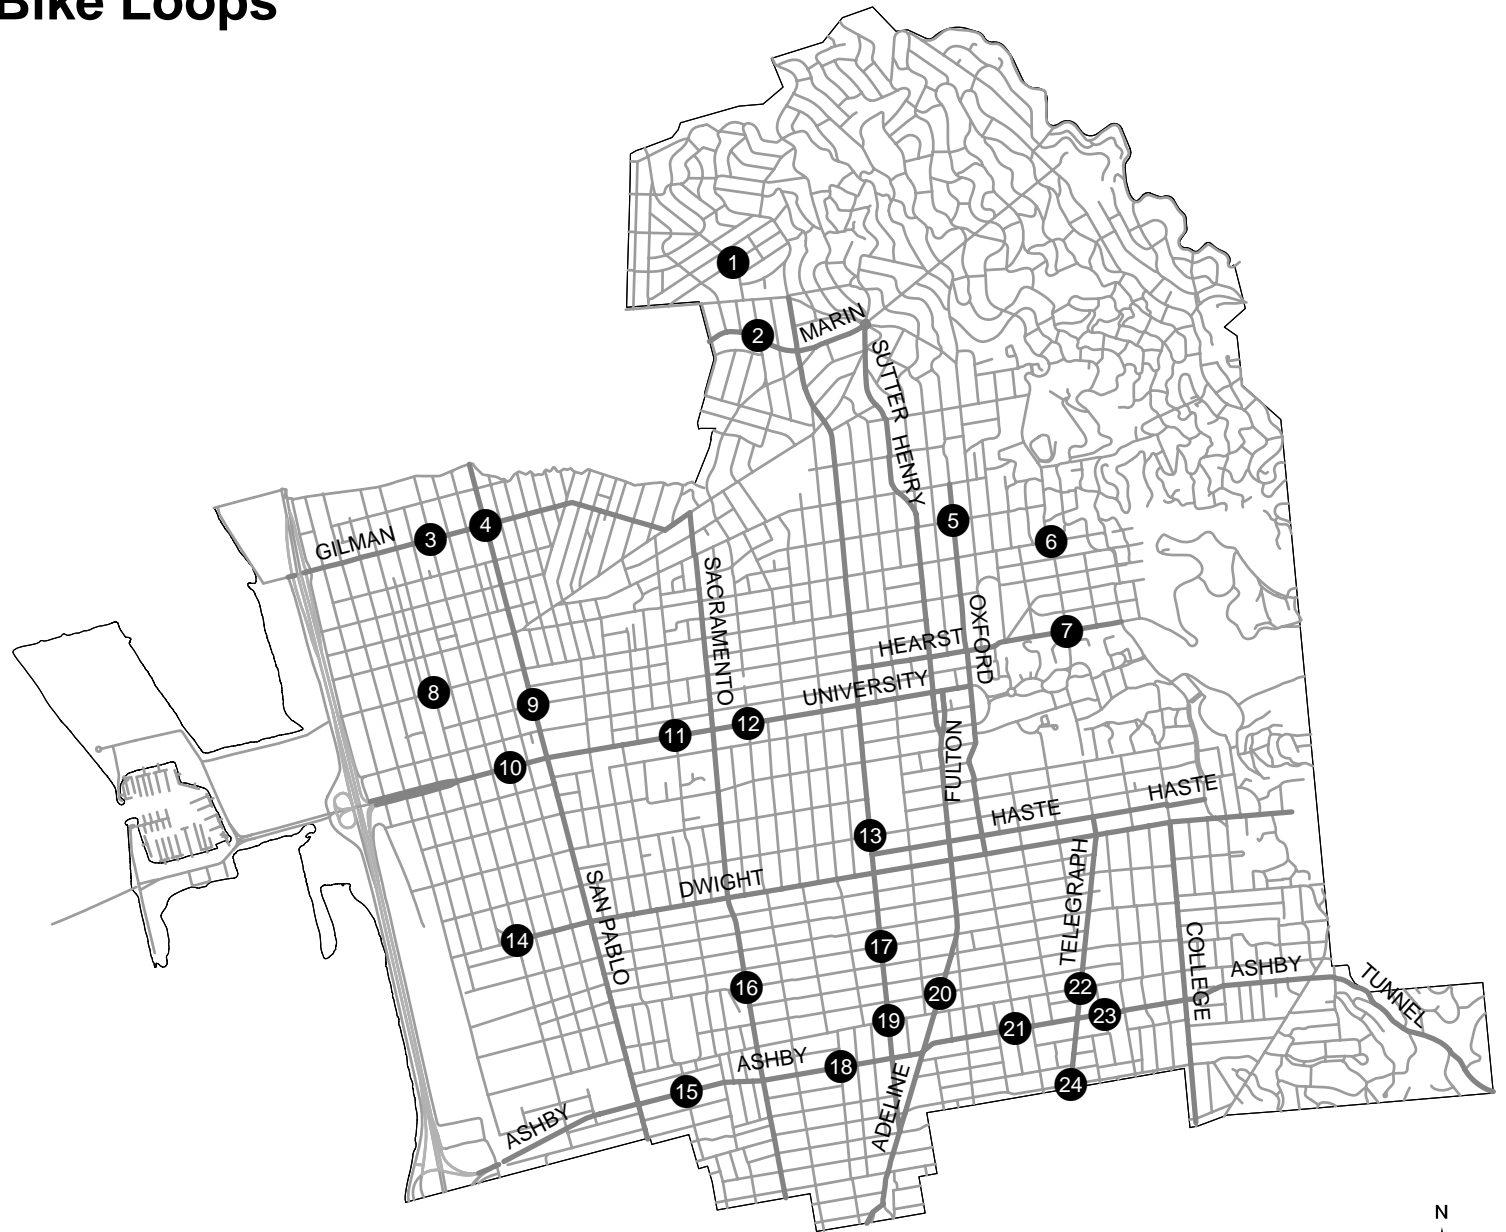 Bike Loops
1
2
MARIN
SUTTER
HENRY
GILMAN
3
4
5
6
SACRAMENTO
OXFORD
HEARST
7
UNIVERSITY
8
9
10
11
12
FULTON
HASTE
HASTE
13
DWIGHT
TELEGRAPH
SAN PABLO
14
COLLEGE
16
17
20
22
ASHBY
TUNNEL
19
21
23
ASHBY
18
15
24
ASHBY
ADELINE
N